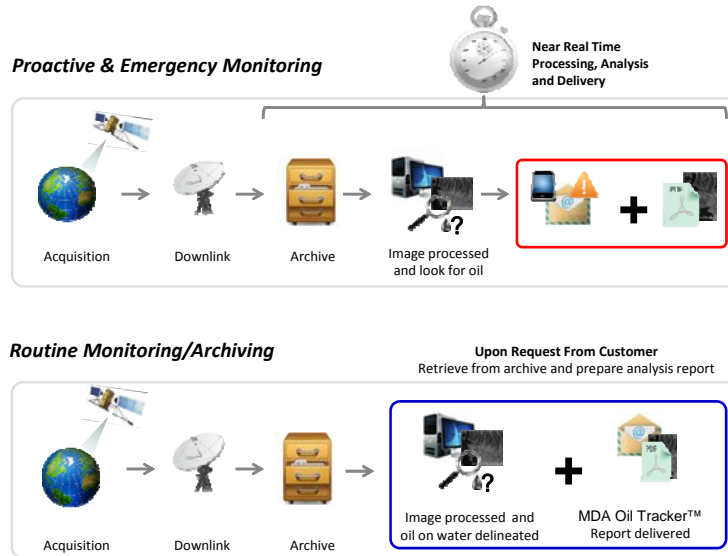 Near Real Time
Processing, Analysis
and Delivery
Proactive & Emergency Monitoring
?
Acquisition
Downlink
Archive
Image processed
and look for oil
Routine Monitoring/Archiving
Upon Request From Customer
Retrieve from archive and prepare analysis report
?
Acquisition
Downlink
Archive
Image processed and
oil on water delineated
MDA Oil Tracker™
Report delivered